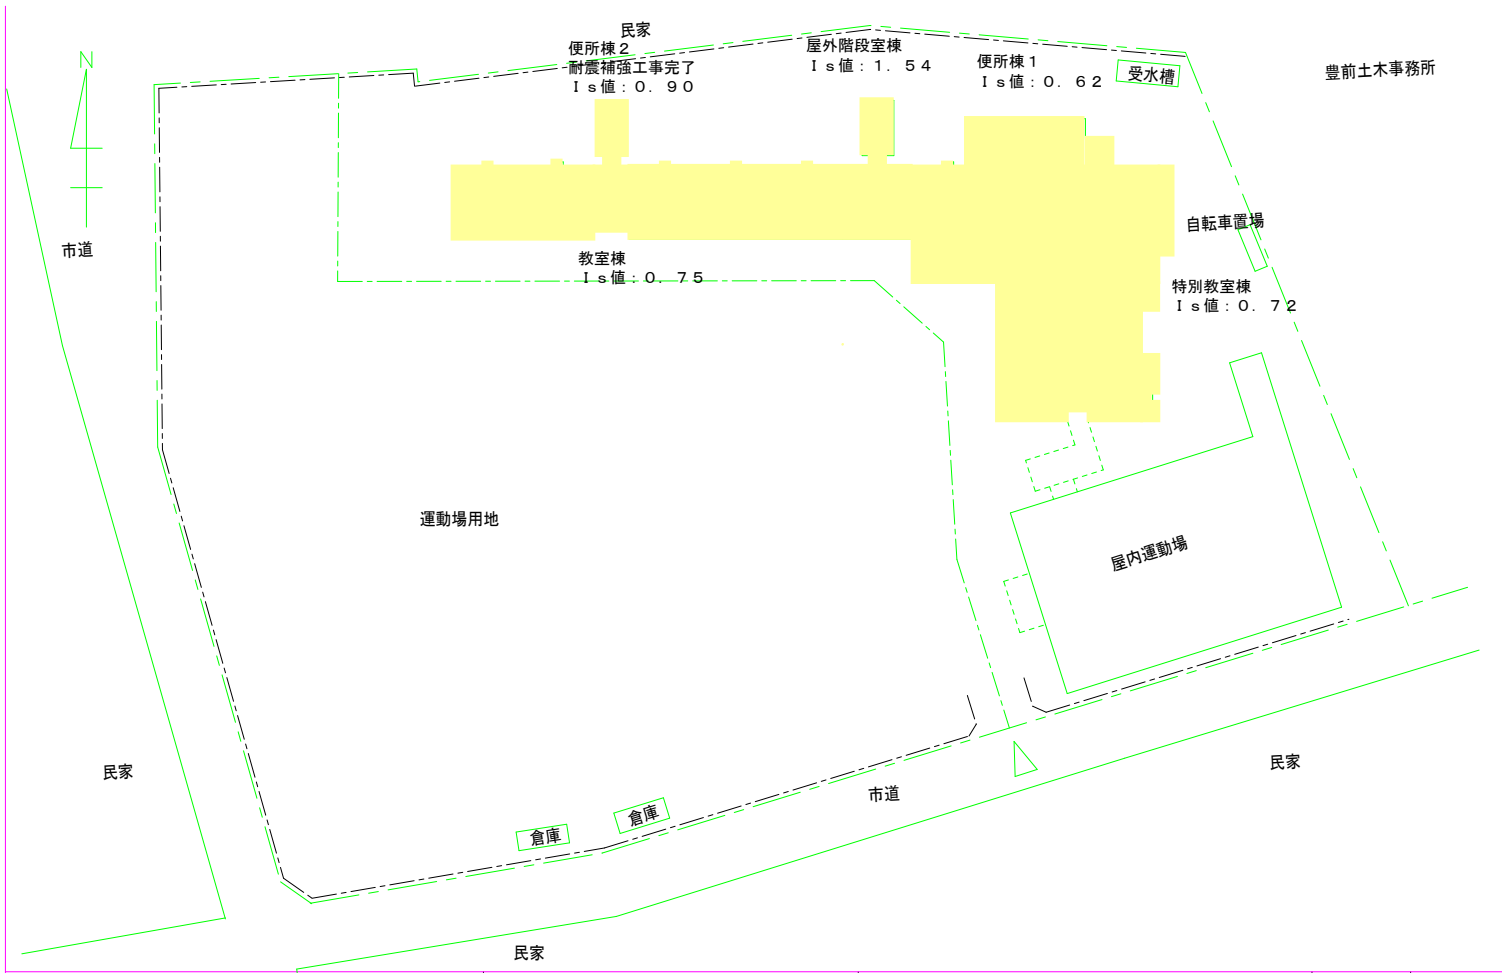 民家
便所棟2
耐震補強工事完了
Ｉｓ値：０．９０
屋外階段室棟
Ｉｓ値：１．５４
便所棟1
Ｉｓ値：０．６２
受水槽
豊前土木事務所
N
市道
自転車置場
教室棟
Ｉｓ値：０．７５
特別教室棟
Ｉｓ値：０．７２
運動場用地
屋内運動場
民家
民家
市道
倉庫
倉庫
民家